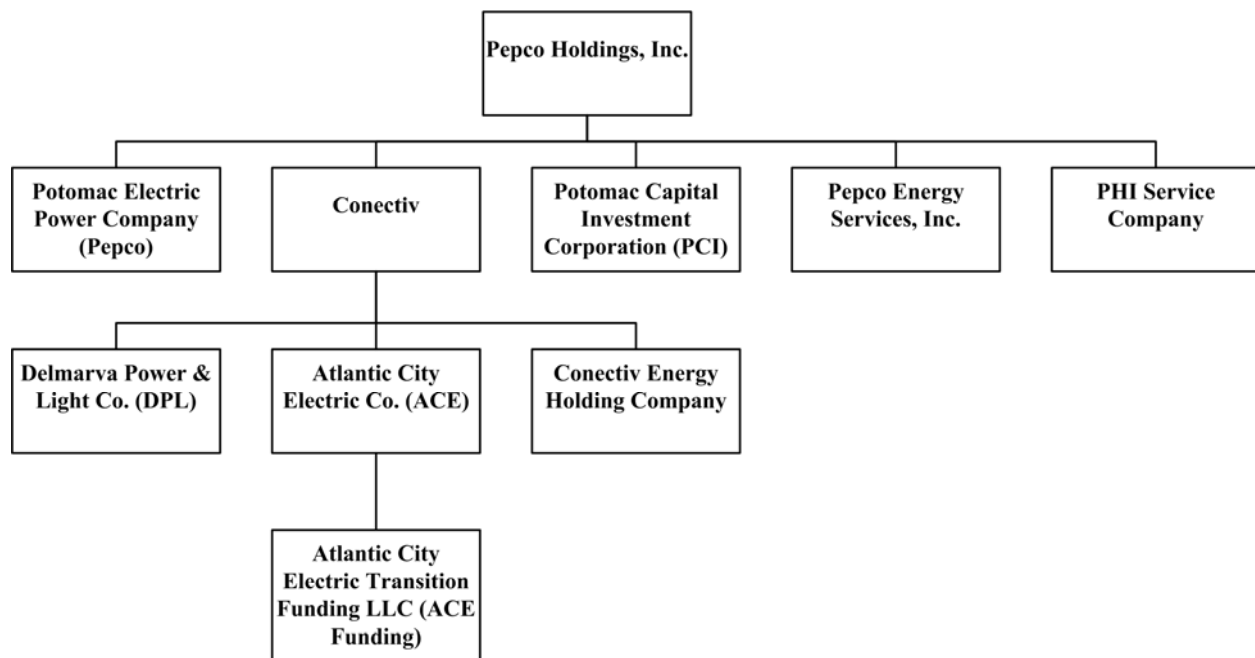 Pepco Holdings, Inc.
Potomac Electric
Power Company
(Pepco)
Conectiv
Potomac Capital
Investment
Corporation (PCI)
Pepco Energy
Services, Inc.
PHI Service
Company
Delmarva Power &
Light Co. (DPL)
Atlantic City
Electric Co. (ACE)
Conectiv Energy
Holding Company
Atlantic City
Electric Transition
Funding LLC (ACE
Funding)